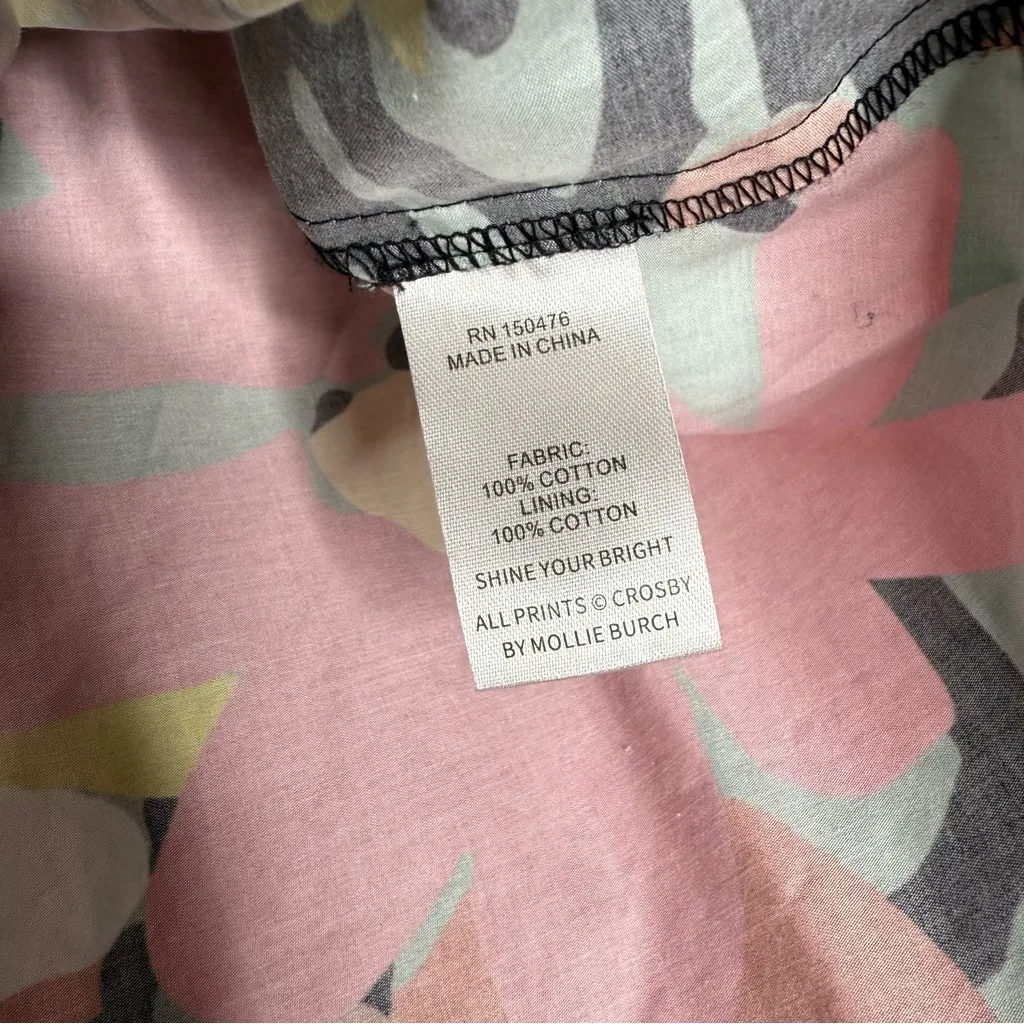 RN 150476
MADE IN CHINA
FABRIC:
100% COTTON
LINING:
100% COTTON
SHINE YOUR BRIGHT
ALL PRINTS © CROSBY
BY MOLLIE BURCH